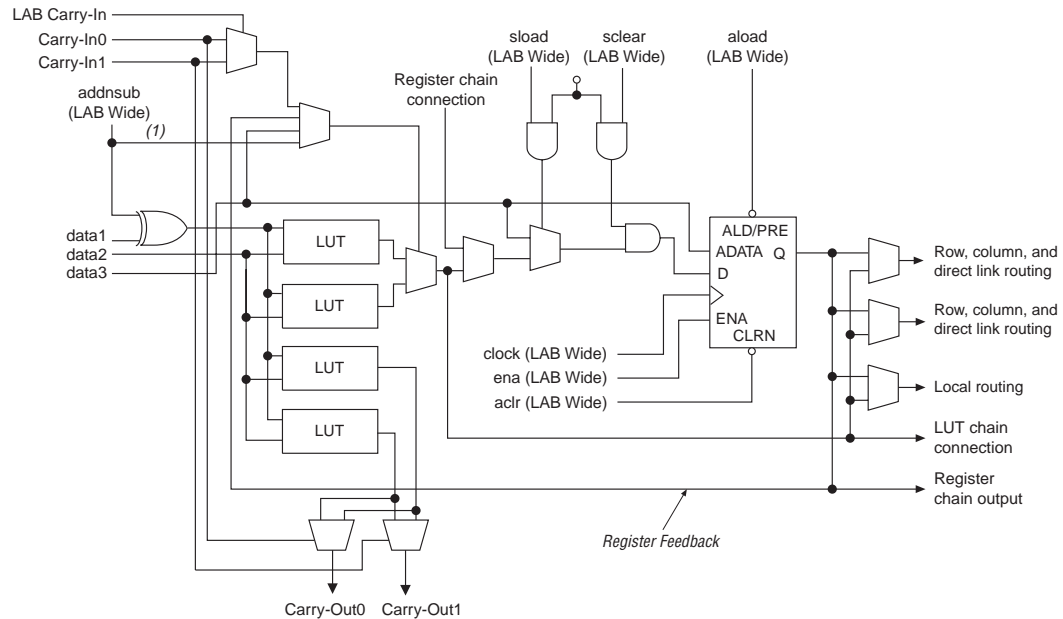 LAB Carry-In
Carry-In0
Carry-In1
addnsub
(LAB Wide)
(1)
data1
data2
data3
Register chain
connection
sload
(LAB Wide)
sclear
(LAB Wide)
aload
(LAB Wide)
LUT
LUT
LUT
LUT
ALD/PRE
ADATA Q
D
ENA
CLRN
clock (LAB Wide)
ena (LAB Wide)
aclr (LAB Wide)
Row, column, and
direct link routing
Row, column, and
direct link routing
Local routing
LUT chain
connection
Register
chain output
Register Feedback
Carry-Out0
Carry-Out1